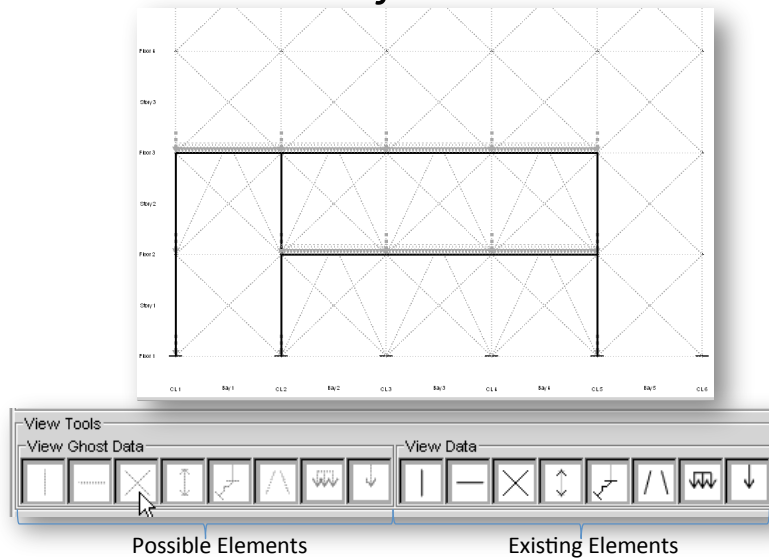 Floor 4
Story 3
Floor 3
Story 2
Floor 2
Story 1
Floor 1
CL 1 Bay 1 CL 2 Bay 2 CL 3 Bay 3 CL 4 Bay 4 CL 5 Bay 5 CL 6
View Tools
View Ghost Data View Data
Possible Elements Existing Elements